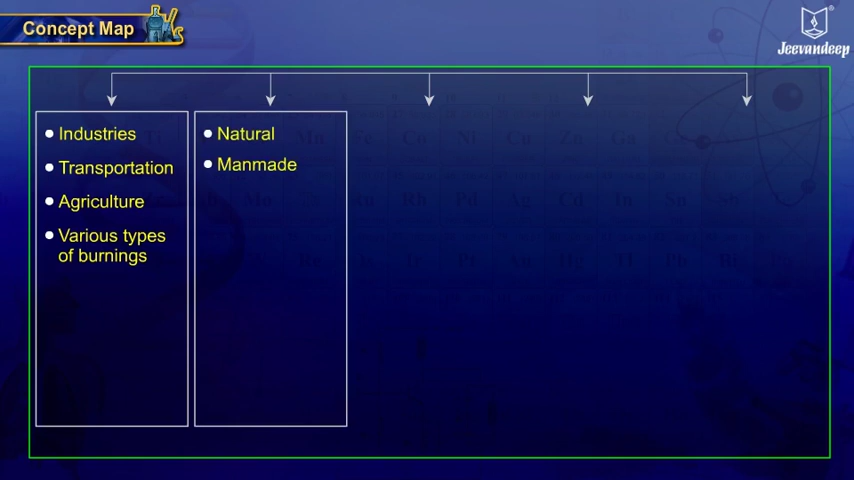 Concept Map
Jeevandeep
Industries
Transportation
Agriculture
Various types
of burnings
Natural
Manmade